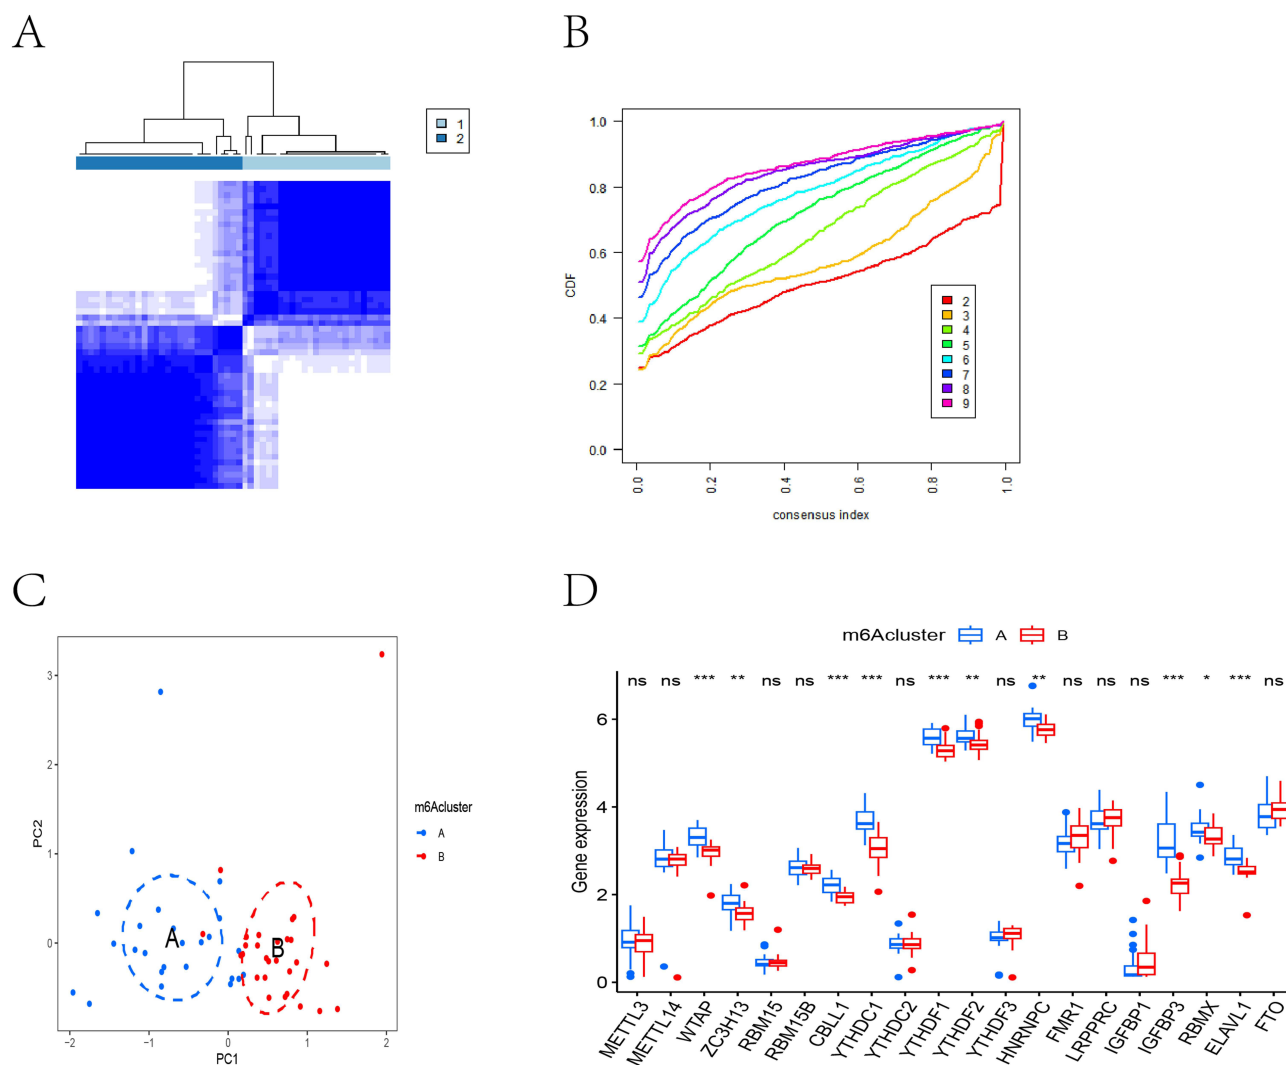 A
1
2
B
CDF
1.0
0.8
0.6
0.4
0.2
0.0
2
3
4
5
6
7
8
9
0.0
0.2
0.4
0.6
0.8
1.0
consensus index
C
PC2
3
2
1
0
A
B
m6Acluster
A
B
−2
−1
0
1
2
PC1
D
m6Acluster A B
ns ns *** ** ns ns *** *** ns *** ** ns ** ns ns ns *** * *** ns
Gene expression
6
4
2
0
METTL3
METTL14
WTAP
ZC3H13
RBM15
RBM15B
CBLL1
YTHDC1
YTHDC2
YTHDF1
YTHDF2
YTHDF3
HNRNPC
FMR1
LRPPRC
IGFBP1
IGFBP3
RBMX
ELAVL1
FTO